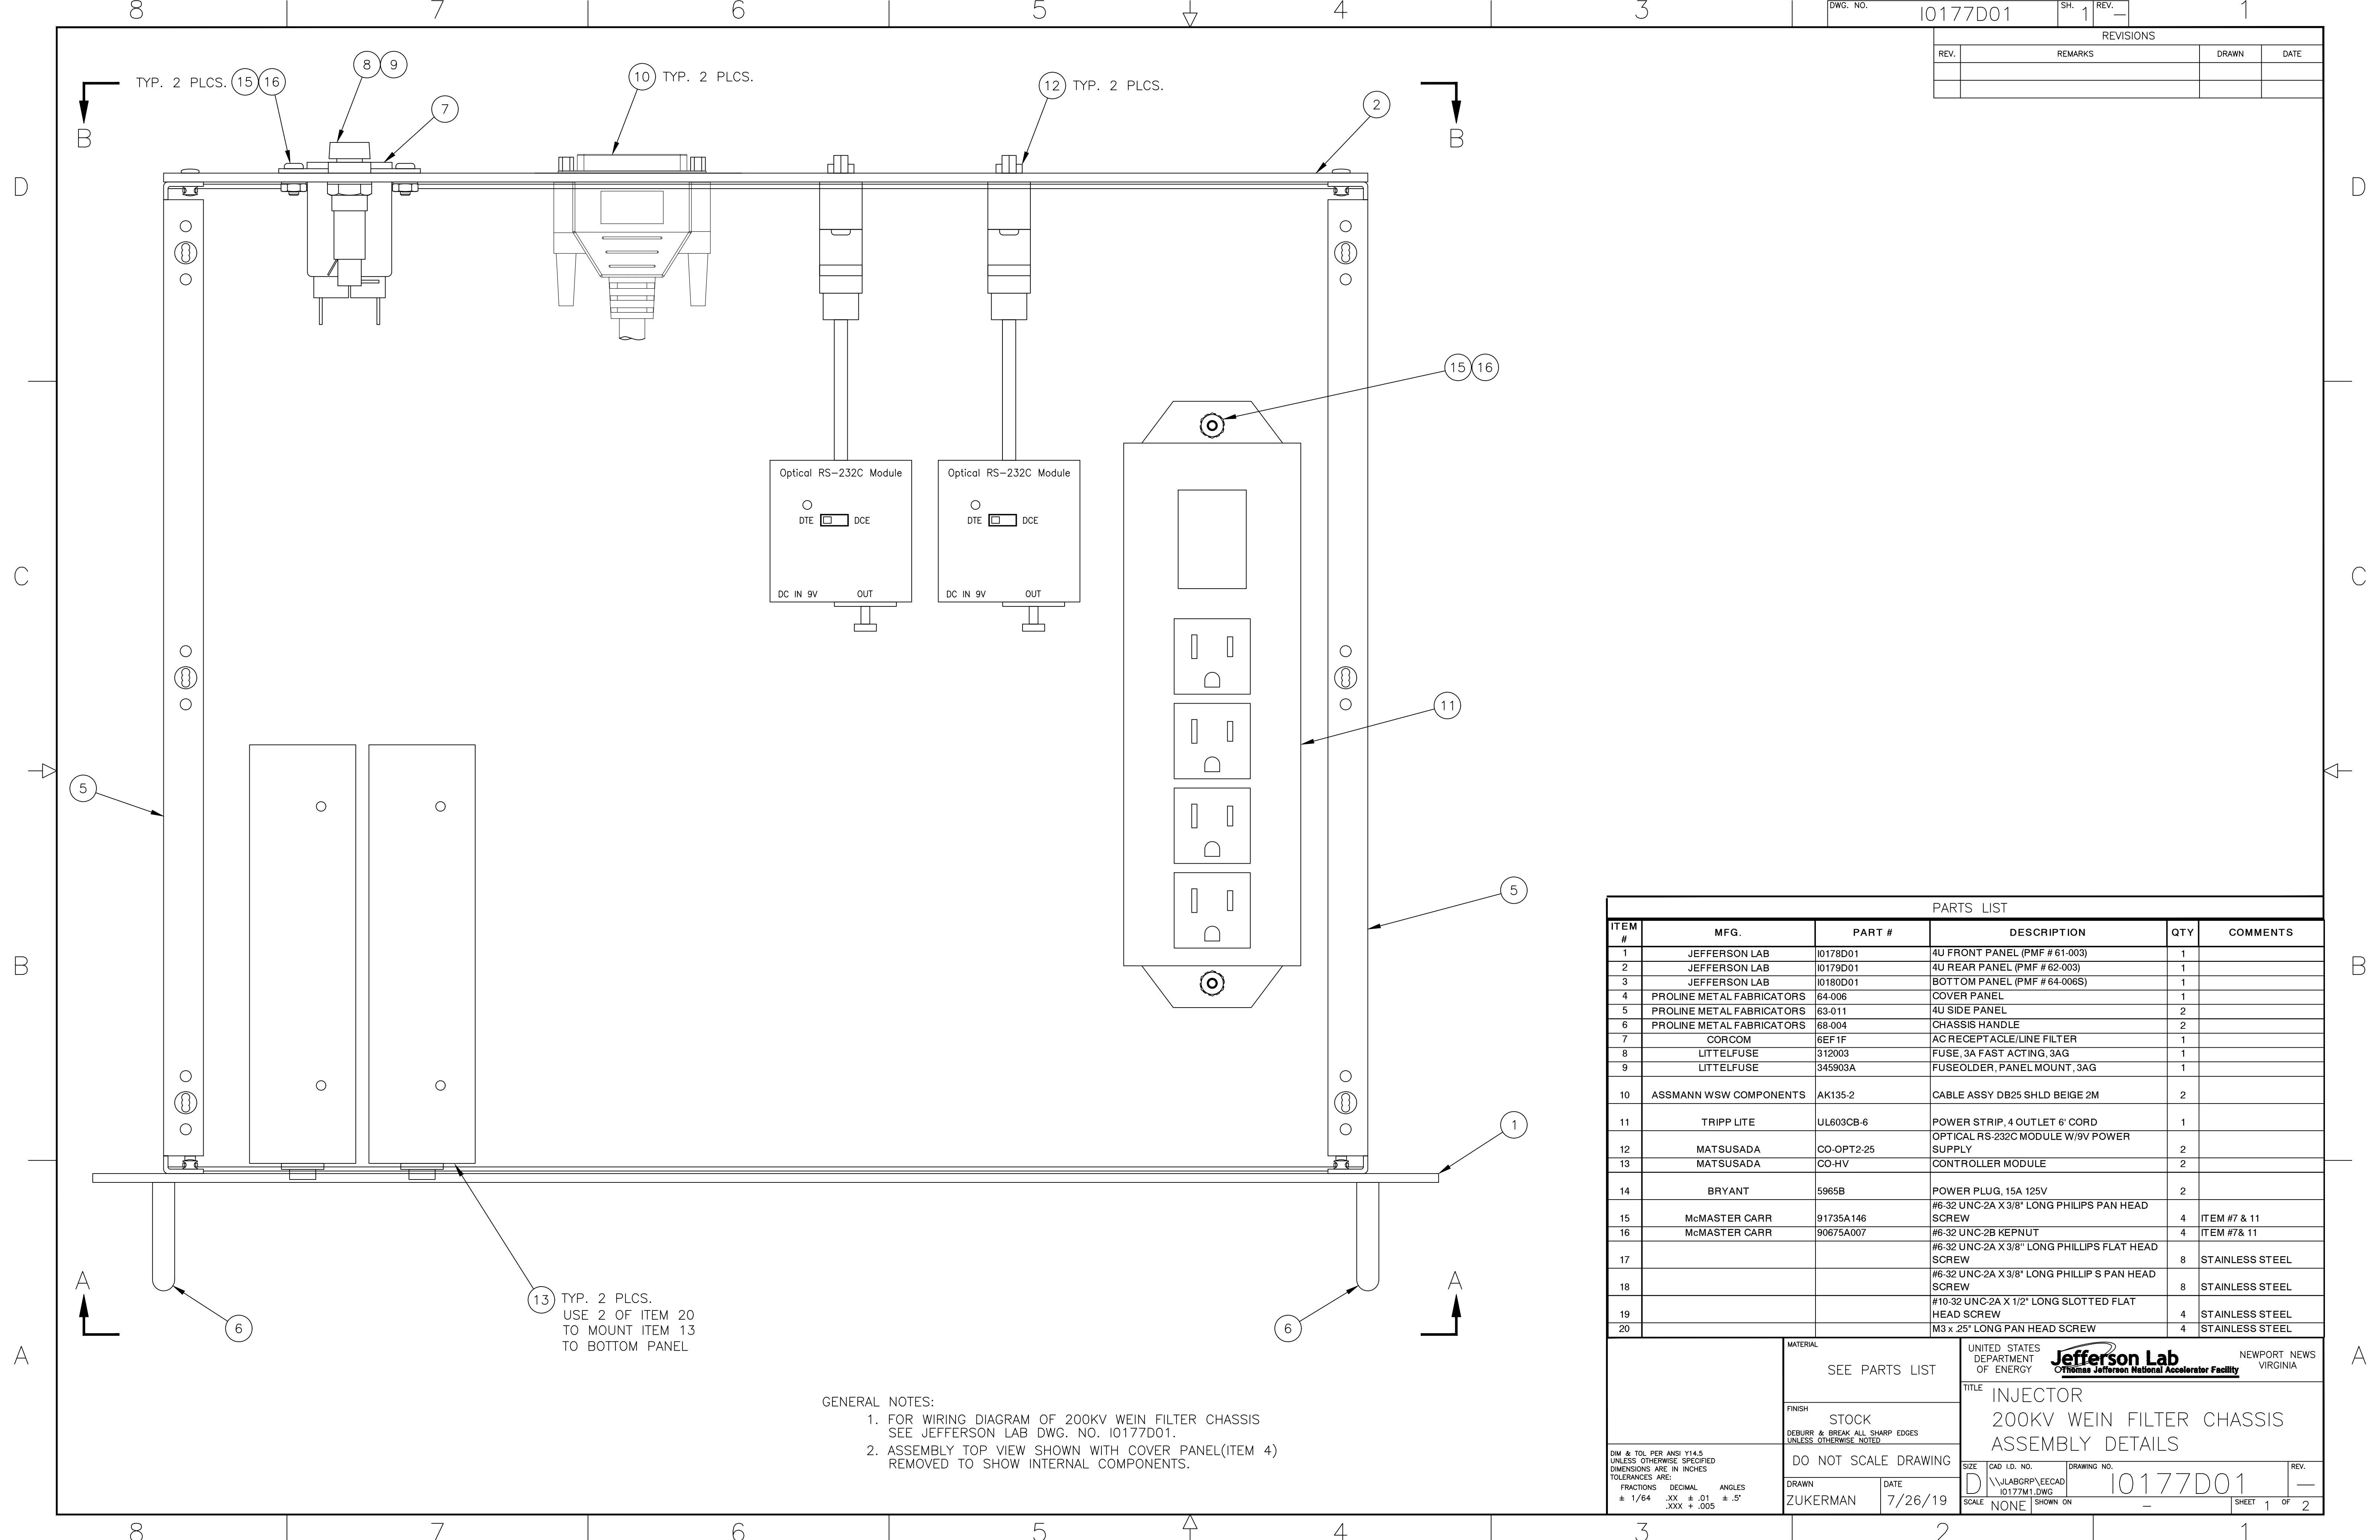 8 7 6 5 4 3 1
DWG. NO. I0177D01 SH. 1 REV. –
REVISIONS
REV. REMARKS DRAWN DATE
TYP. 2 PLCS. 15 16
8 9
7
10 TYP. 2 PLCS.
12 TYP. 2 PLCS.
2
B B
D D
15 16
Optical RS-232C Module
DTE DCE
DC IN 9V OUT
Optical RS-232C Module
DTE DCE
DC IN 9V OUT
C C
11
5
5
B B
1
13 TYP. 2 PLCS.
USE 2 OF ITEM 20
TO MOUNT ITEM 13
TO BOTTOM PANEL
A A
6 6
A A
GENERAL NOTES:
1. FOR WIRING DIAGRAM OF 200KV WEIN FILTER CHASSIS
SEE JEFFERSON LAB DWG. NO. I0177D01.
2. ASSEMBLY TOP VIEW SHOWN WITH COVER PANEL(ITEM 4)
REMOVED TO SHOW INTERNAL COMPONENTS.
PARTS LIST
ITEM # MFG. PART # DESCRIPTION QTY COMMENTS
1 JEFFERSON LAB I0178D01 4U FRONT PANEL (PMF # 61-003) 1
2 JEFFERSON LAB I0179D01 4U REAR PANEL (PMF # 62-003) 1
3 JEFFERSON LAB I0180D01 BOTTOM PANEL (PMF # 64-006S) 1
4 PROLINE METAL FABRICATORS 64-006 COVER PANEL 1
5 PROLINE METAL FABRICATORS 63-011 4U SIDE PANEL 2
6 PROLINE METAL FABRICATORS 68-004 CHASSIS HANDLE 2
7 CORCOM 6EF1F AC RECEPTACLE/LINE FILTER 1
8 LITTELFUSE 312003 FUSE, 3A FAST ACTING, 3AG 1
9 LITTELFUSE 345903A FUSEOLDER, PANEL MOUNT, 3AG 1
10 ASSMANN WSW COMPONENTS AK135-2 CABLE ASSY DB25 SHLD BEIGE 2M 2
11 TRIPP LITE UL603CB-6 POWER STRIP, 4 OUTLET 6' CORD 1
12 MATSUSADA CO-OPT2-25 OPTICAL RS-232C MODULE W/9V POWER SUPPLY 2
13 MATSUSADA CO-HV CONTROLLER MODULE 2
14 BRYANT 5965B POWER PLUG, 15A 125V 2
15 McMASTER CARR 91735A146 #6-32 UNC-2A X 3/8" LONG PHILIPS PAN HEAD SCREW 4 ITEM #7 & 11
16 McMASTER CARR 90675A007 #6-32 UNC-2B KEPNUT 4 ITEM #7& 11
17 #6-32 UNC-2A X 3/8" LONG PHILLIPS FLAT HEAD SCREW 8 STAINLESS STEEL
18 #6-32 UNC-2A X 3/8" LONG PHILLIP S PAN HEAD SCREW 8 STAINLESS STEEL
19 #10-32 UNC-2A X 1/2" LONG SLOTTED FLAT HEAD SCREW 4 STAINLESS STEEL
20 M3 x .25" LONG PAN HEAD SCREW 4 STAINLESS STEEL
MATERIAL
SEE PARTS LIST
FINISH
STOCK
DEBURR & BREAK ALL SHARP EDGES
UNLESS OTHERWISE NOTED
DO NOT SCALE DRAWING
DRAWN ZUKERMAN
DATE 7/26/19
DIM & TOL PER ANSI Y14.5
UNLESS OTHERWISE SPECIFIED
DIMENSIONS ARE IN INCHES
TOLERANCES ARE:
FRACTIONS DECIMAL ANGLES
± 1/64 .XX ± .01 ± .5°
.XXX + .005
UNITED STATES
DEPARTMENT
OF ENERGY
Jefferson Lab
Thomas Jefferson National Accelerator Facility
NEWPORT NEWS
VIRGINIA
TITLE
INJECTOR
200KV WEIN FILTER CHASSIS
ASSEMBLY DETAILS
SIZE D
CAD I.D. NO.
\\JLABGRP\EECAD
I0177M1.DWG
DRAWING NO. I0177D01
REV. –
SCALE NONE SHOWN ON – SHEET 1 OF 2
8 7 6 5 4 3 2 1